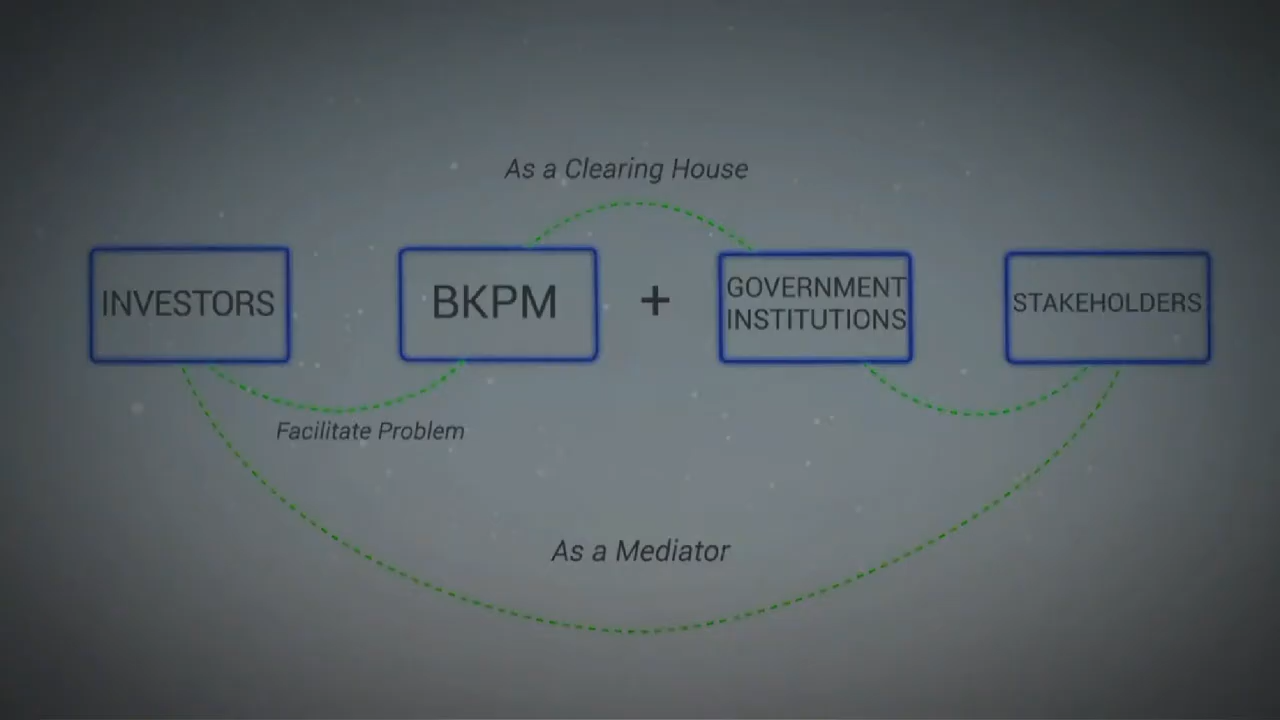 As a Clearing House
INVESTORS
BKPM
+
GOVERNMENT
INSTITUTIONS
STAKEHOLDERS
Facilitate Problem
As a Mediator